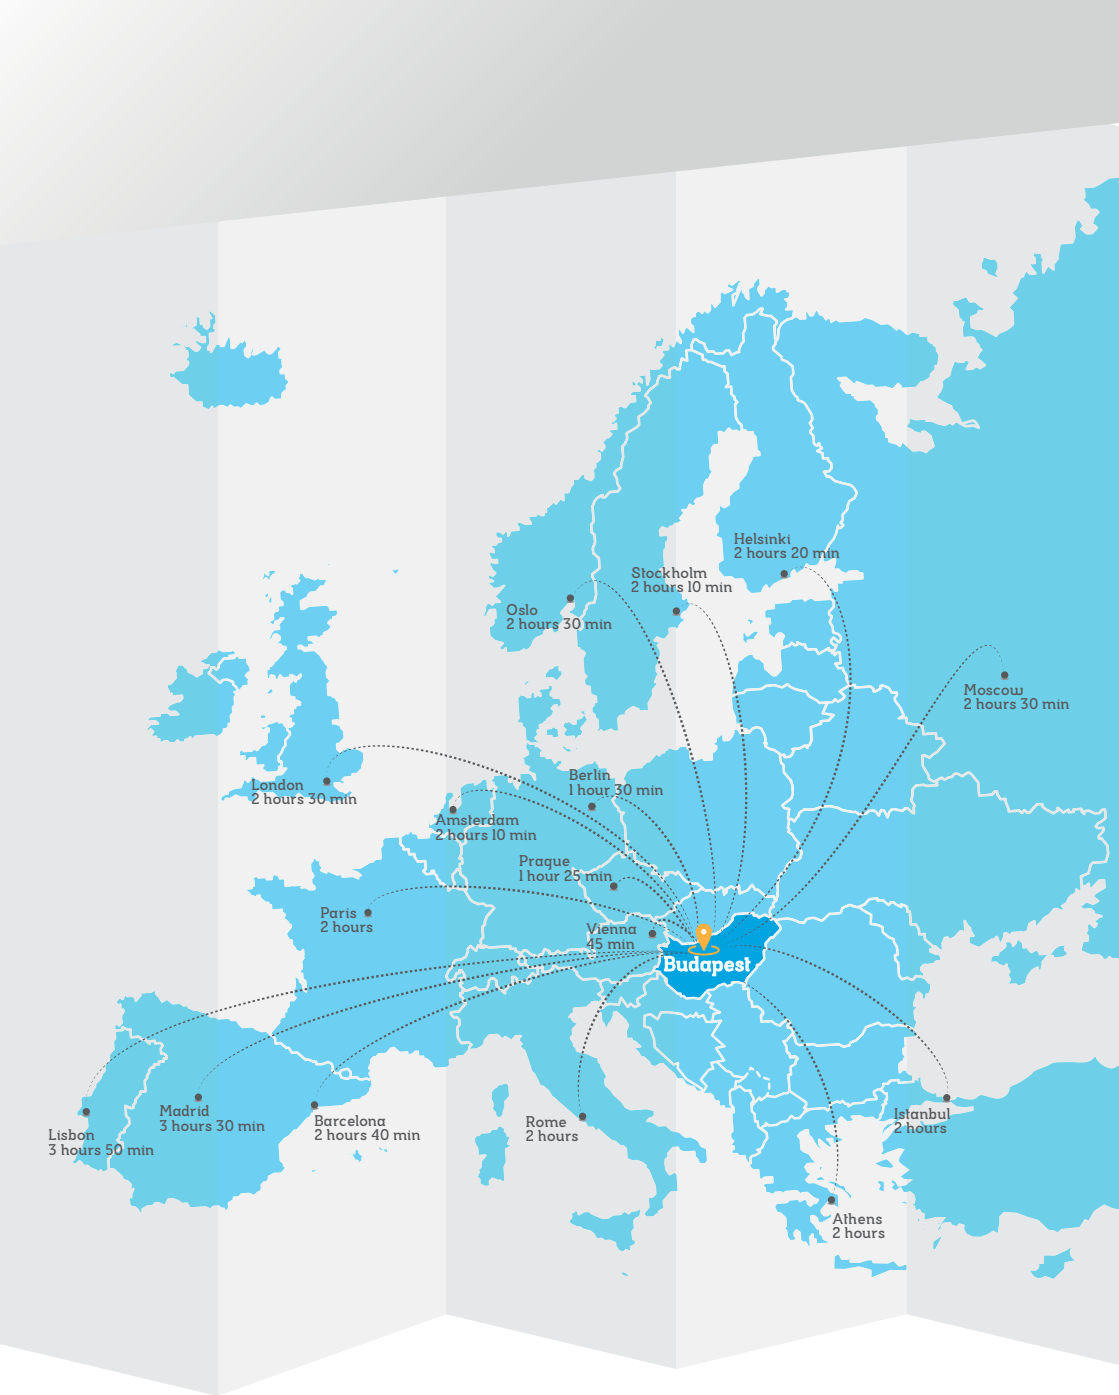 Helsinki
2 hours 20 min
Stockholm
2 hours 10 min
Oslo
2 hours 30 min
Moscow
2 hours 30 min
London
2 hours 30 min
Berlin
1 hour 30 min
Amsterdam
2 hours 10 min
Praque
1 hour 25 min
Paris
2 hours
Vienna
45 min
Budapest
Madrid
3 hours 30 min
Lisbon
3 hours 50 min
Barcelona
2 hours 40 min
Rome
2 hours
Istanbul
2 hours
Athens
2 hours